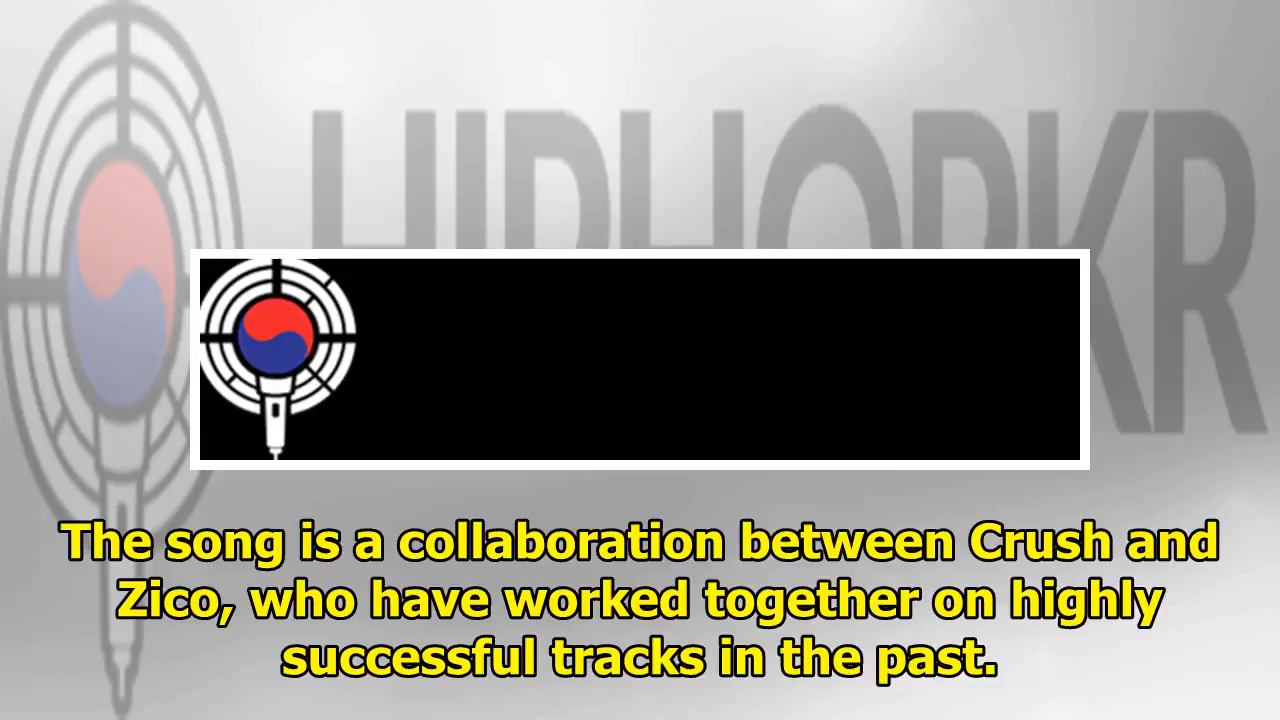 HIPHOPKR
The song is a collaboration between Crush and
Zico, who have worked together on highly
successful tracks in the past.